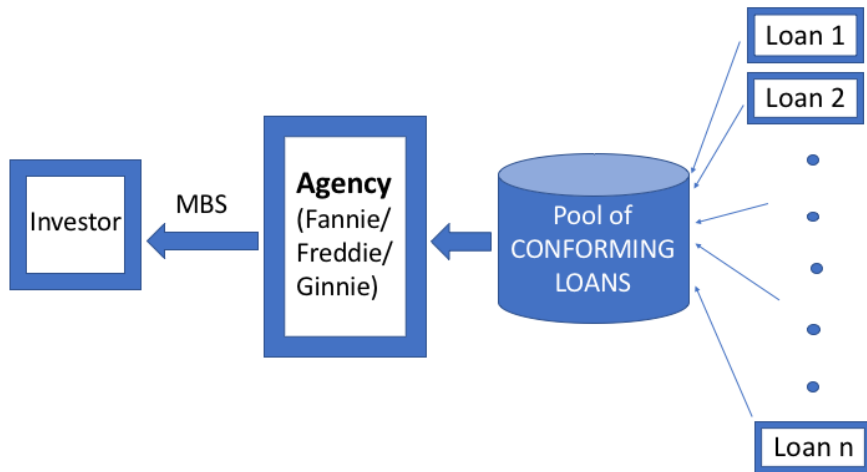 Investor
MBS
Agency
(Fannie/
Freddie/
Ginnie)
Pool of
CONFORMING
LOANS
Loan 1
Loan 2
Loan n